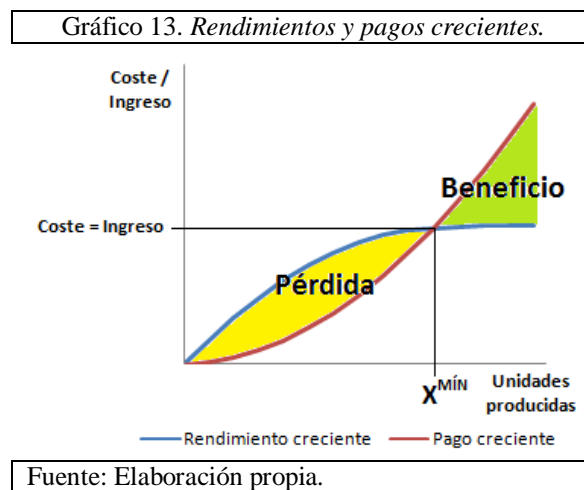 Gráfico 13. Rendimientos y pagos crecientes.
Coste /
Ingreso
Beneficio
Coste = Ingreso
Pérdida
X^MÍN
Unidades
producidas
Rendimiento creciente
Pago creciente
Fuente: Elaboración propia.